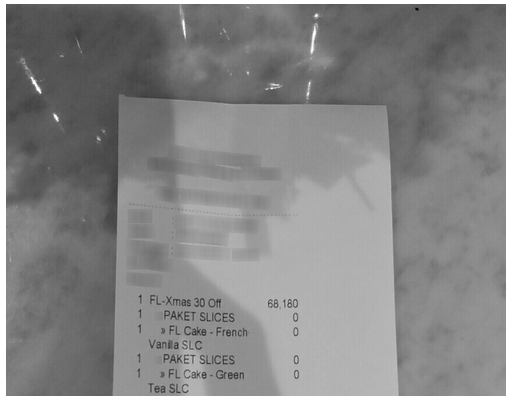 1 FL-Xmas 30 Off 68,180
1 PAKET SLICES 0
1 » FL Cake - French 0
Vanilla SLC
1 PAKET SLICES 0
1 » FL Cake - Green 0
Tea SLC